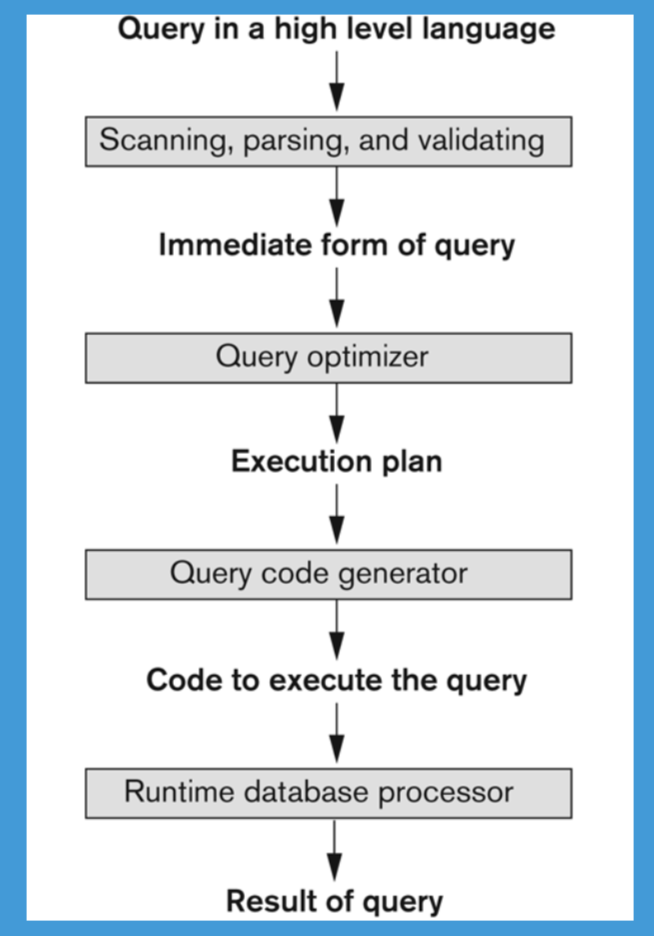 Query in a high level language
Scanning, parsing, and validating
Immediate form of query
Query optimizer
Execution plan
Query code generator
Code to execute the query
Runtime database processor
Result of query